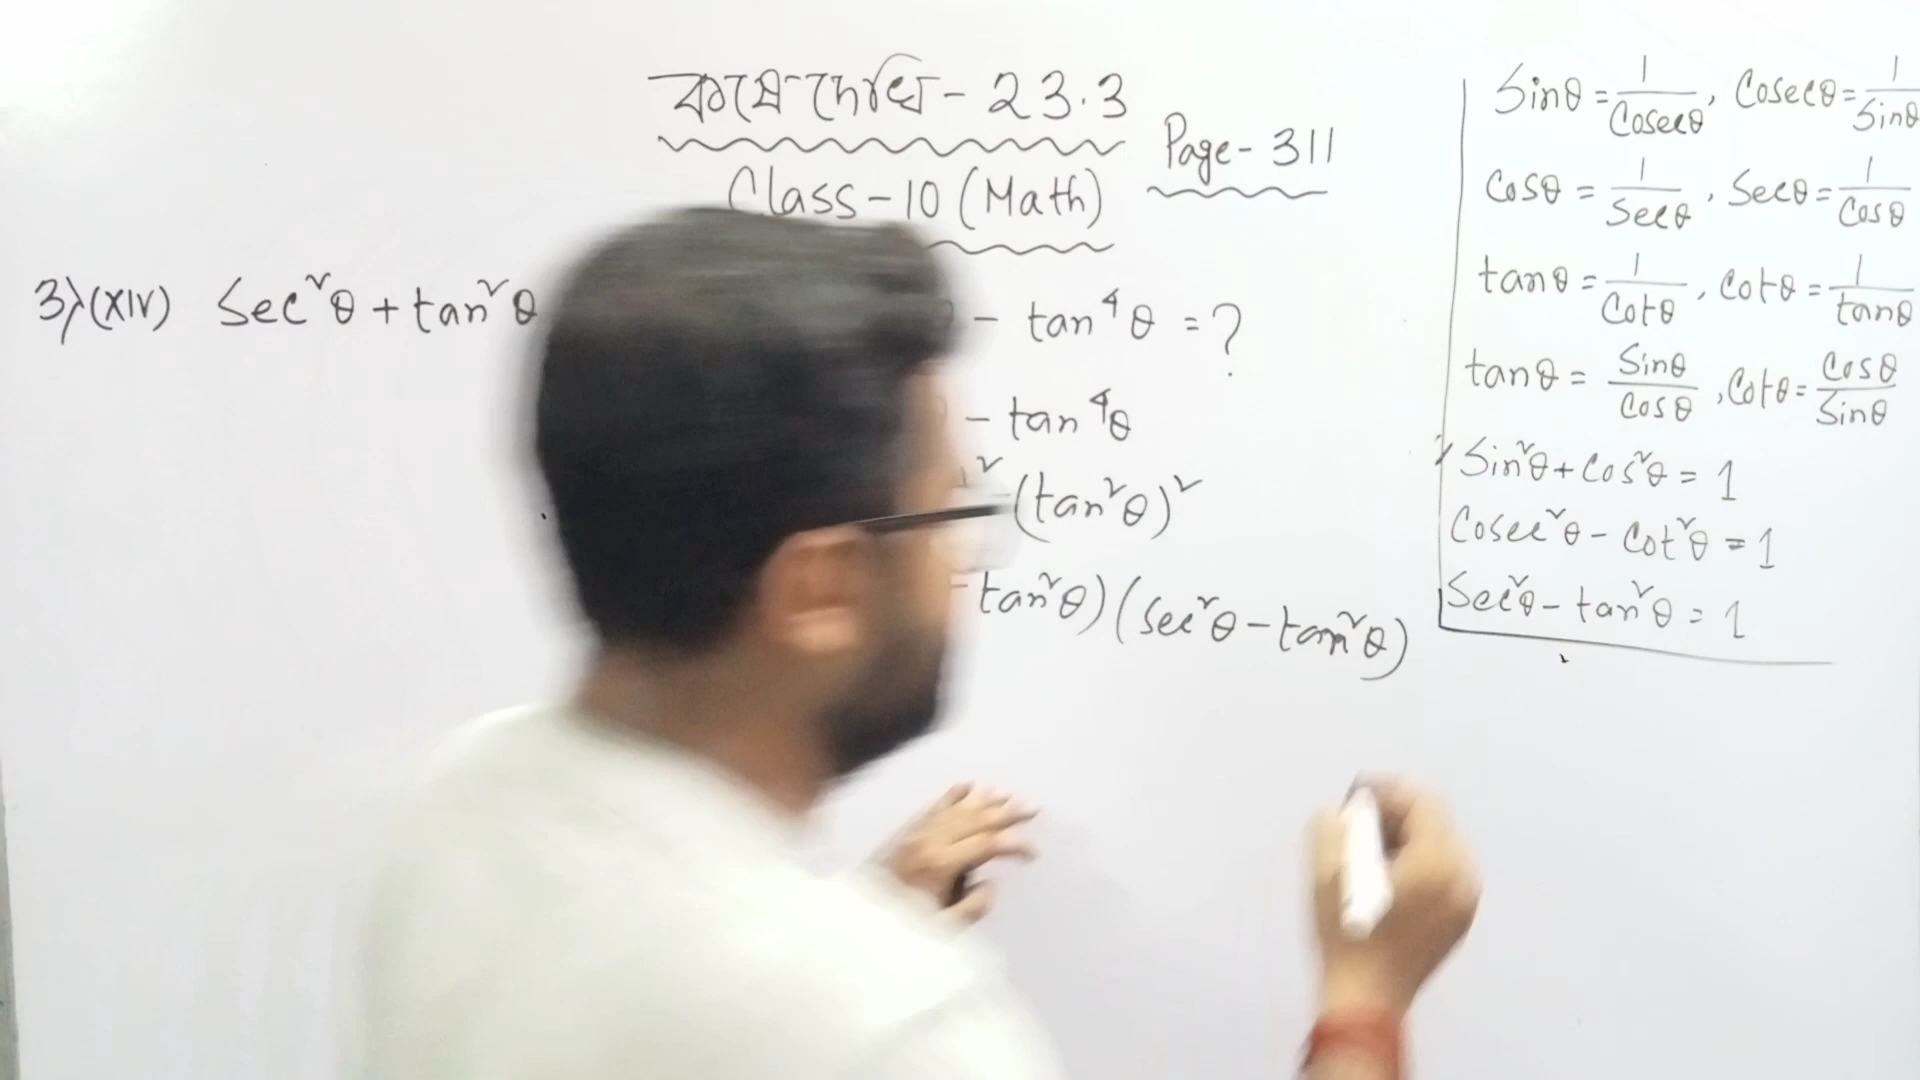 কষে দেখি - 23.3
Page - 311
Class - 10 (Math)
3) (XIV) Sec²θ + tan²θ
- tan⁴θ = ?
- tan⁴θ
² (tan²θ)²
- tan²θ) (Sec²θ - tan²θ)
Sinθ = 1/Cosecθ, Cosecθ = 1/Sinθ
Cosθ = 1/Secθ, Secθ = 1/Cosθ
tanθ = 1/Cotθ, Cotθ = 1/tanθ
tanθ = Sinθ/Cosθ, Cotθ = Cosθ/Sinθ
Sin²θ + Cos²θ = 1
Cosec²θ - Cot²θ = 1
Sec²θ - tan²θ = 1